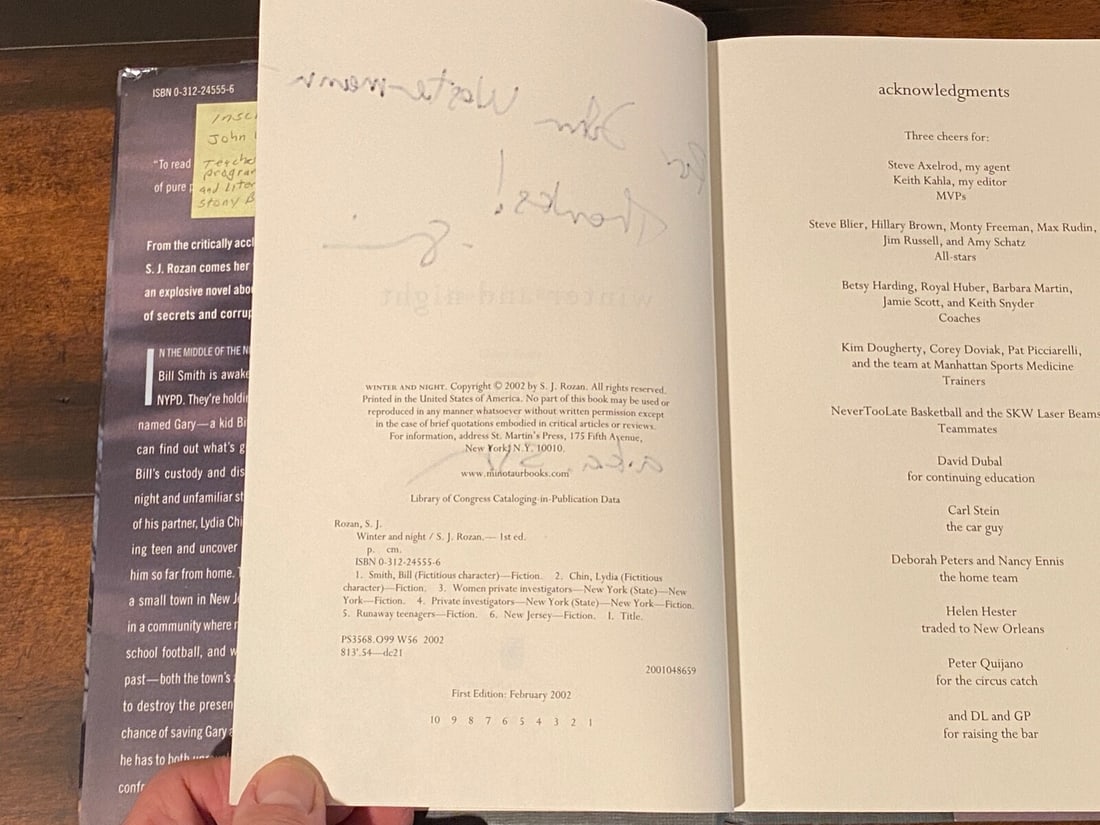 ISBN 0-312-24555-6
John
"To read
of pure p
and Liter
Stony B
From the critically accl
S. J. Rozan comes her
an explosive novel abo
of secrets and corrup
IN THE MIDDLE OF THE NI
Bill Smith is awake
NYPD. They're holdin
named Gary—a kid Bi
can find out what's g
Bill's custody and dis
night and unfamiliar st
of his partner, Lydia Chi
ing teen and uncover
him so far from home.
a small town in New Je
in a community where
school football, and w
past—both the town's
to destroy the presen
chance of saving Gary
he has to both
confr
for John Westermann
Thanks!
winter and night
WINTER AND NIGHT. Copyright © 2002 by S. J. Rozan. All rights reserved.
Printed in the United States of America. No part of this book may be used or
reproduced in any manner whatsoever without written permission except
in the case of brief quotations embodied in critical articles or reviews.
For information, address St. Martin's Press, 175 Fifth Avenue,
New York, N.Y. 10010.
a.k.a. SJ
www.minotaurbooks.com
Library of Congress Cataloging-in-Publication Data
Rozan, S. J.
Winter and night / S. J. Rozan.— 1st ed.
p. cm.
ISBN 0-312-24555-6
1. Smith, Bill (Fictitious character)—Fiction. 2. Chin, Lydia (Fictitious
character)—Fiction. 3. Women private investigators—New York (State)—New
York—Fiction. 4. Private investigators—New York (State)—New York—Fiction.
5. Runaway teenagers—Fiction. 6. New Jersey—Fiction. I. Title.
PS3568.O99 W56 2002
813'.54—dc21
2001048659
First Edition: February 2002
10 9 8 7 6 5 4 3 2 1
acknowledgments
Three cheers for:
Steve Axelrod, my agent
Keith Kahla, my editor
MVPs
Steve Blier, Hillary Brown, Monty Freeman, Max Rudin,
Jim Russell, and Amy Schatz
All-stars
Betsy Harding, Royal Huber, Barbara Martin,
Jamie Scott, and Keith Snyder
Coaches
Kim Dougherty, Corey Doviak, Pat Picciarelli,
and the team at Manhattan Sports Medicine
Trainers
NeverTooLate Basketball and the SKW Laser Beams
Teammates
David Dubal
for continuing education
Carl Stein
the car guy
Deborah Peters and Nancy Ennis
the home team
Helen Hester
traded to New Orleans
Peter Quijano
for the circus catch
and DL and GP
for raising the bar